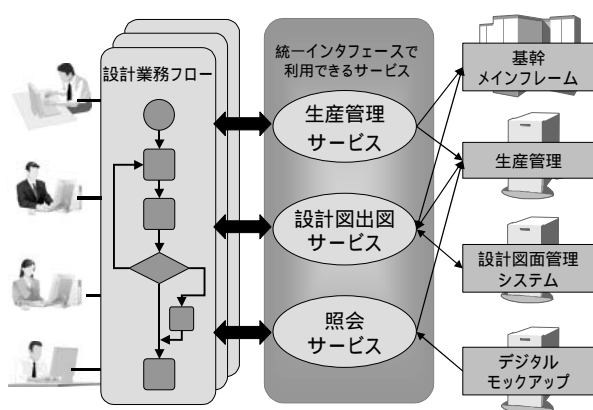 設計業務フロー
統一インタフェースで
利用できるサービス
生産管理
サービス
設計図出図
サービス
照会
サービス
基幹
メインフレーム
生産管理
設計図面管理
システム
デジタル
モックアップ